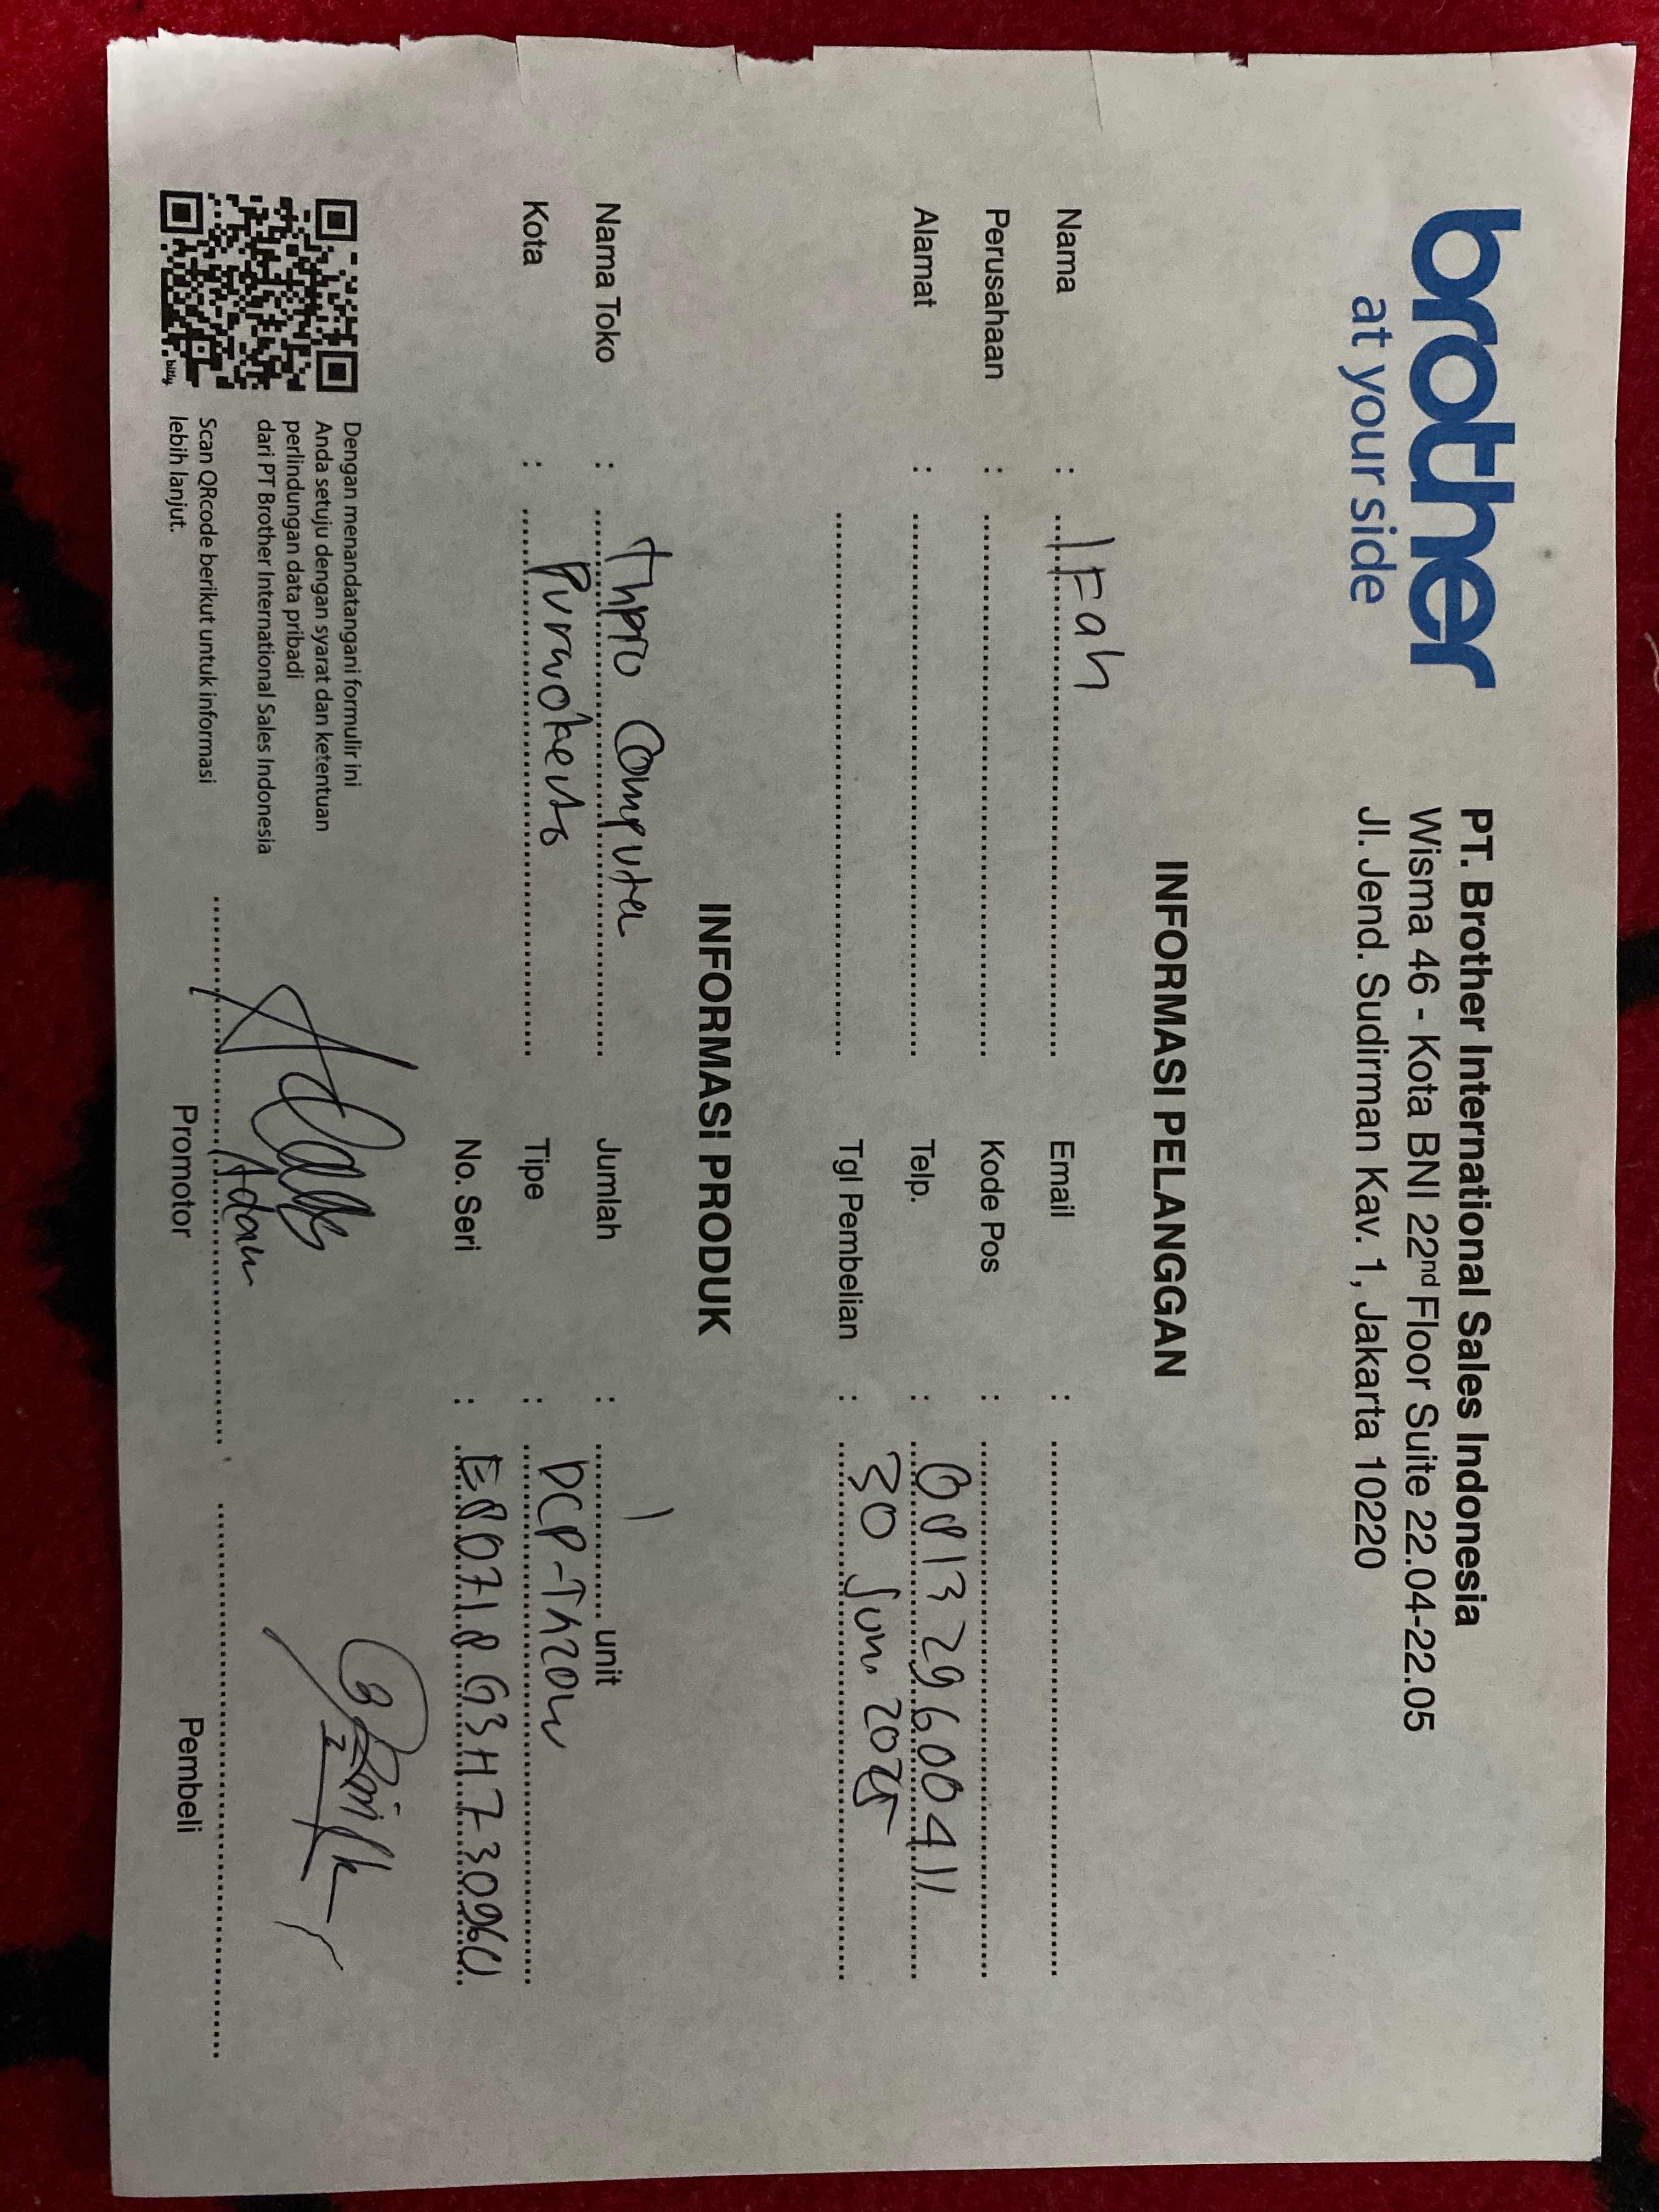 brother
at your side
PT. Brother International Sales Indonesia
Wisma 46 - Kota BNI 22nd Floor Suite 22.04-22.05
Jl. Jend. Sudirman Kav. 1, Jakarta 10220
INFORMASI PELANGGAN
Nama : IFah Email :
Perusahaan : Kode Pos :
Alamat : Telp. : 081329600411
Tgl Pembelian : 30 Jun. 2025
INFORMASI PRODUK
Nama Toko : Thpro Computer Jumlah : 1 unit
Kota : Purwokerto Tipe : DCP-T420W
No. Seri :
Dengan menandatangani formulir ini
Anda setuju dengan syarat dan ketentuan
perlindungan data pribadi
dari PT Brother International Sales Indonesia
Scan QRcode berikut untuk informasi
lebih lanjut.
bitly
Adan
Promotor Pembeli